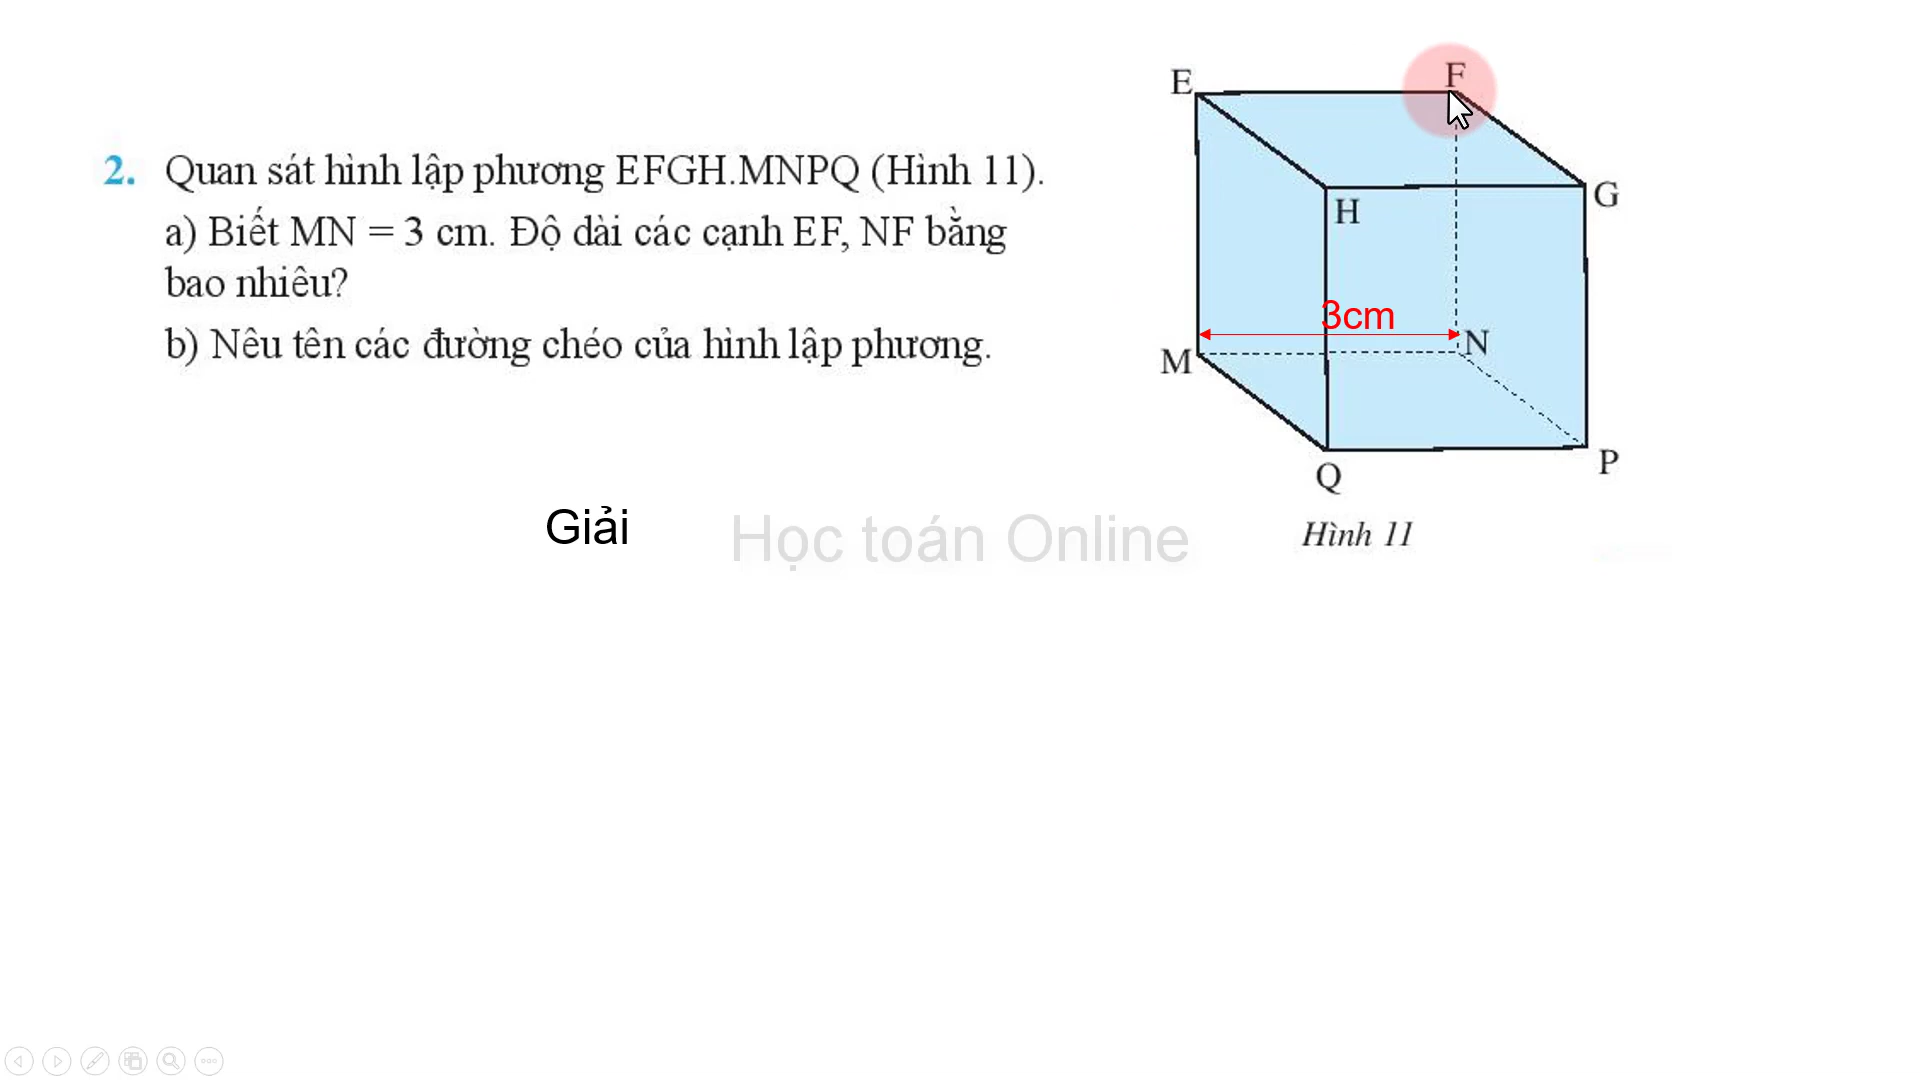 2. Quan sát hình lập phương EFGH.MNPQ (Hình 11).
a) Biết MN = 3 cm. Độ dài các cạnh EF, NF bằng
bao nhiêu?
b) Nêu tên các đường chéo của hình lập phương.
E
F
H
G
3cm
M
N
Q
P
Hình 11
Giải
Học toán Online